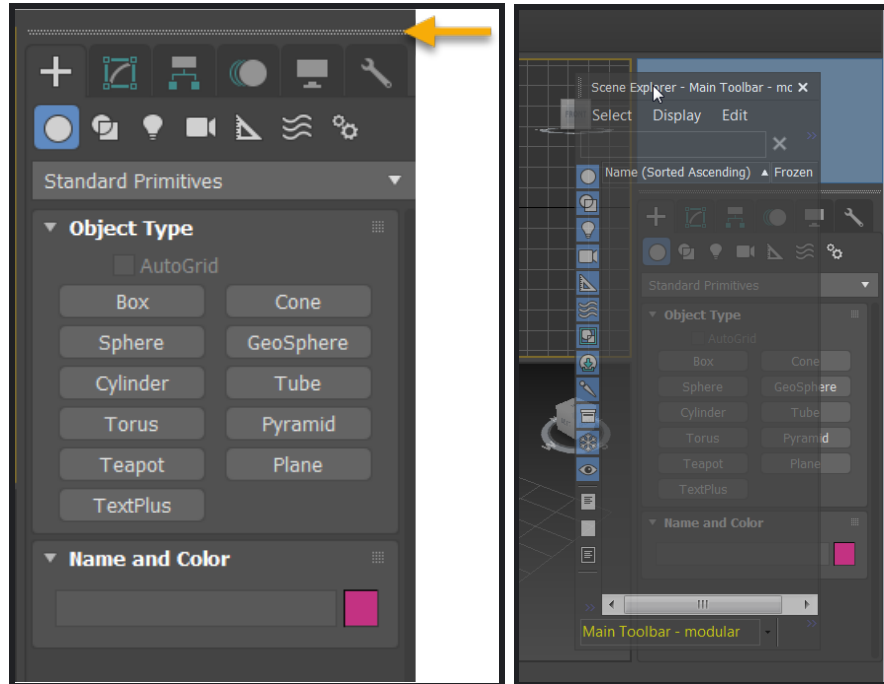 Standard Primitives
Object Type
AutoGrid
Box Cone
Sphere GeoSphere
Cylinder Tube
Torus Pyramid
Teapot Plane
TextPlus
Name and Color
Scene Explorer - Main Toolbar - mc
Select Display Edit
Name (Sorted Ascending) Frozen
Standard Primitives
Object Type
AutoGrid
Box Cone
Sphere GeoSphere
Cylinder Tube
Torus Pyramid
Teapot Plane
TextPlus
Name and Color
Main Toolbar - modular